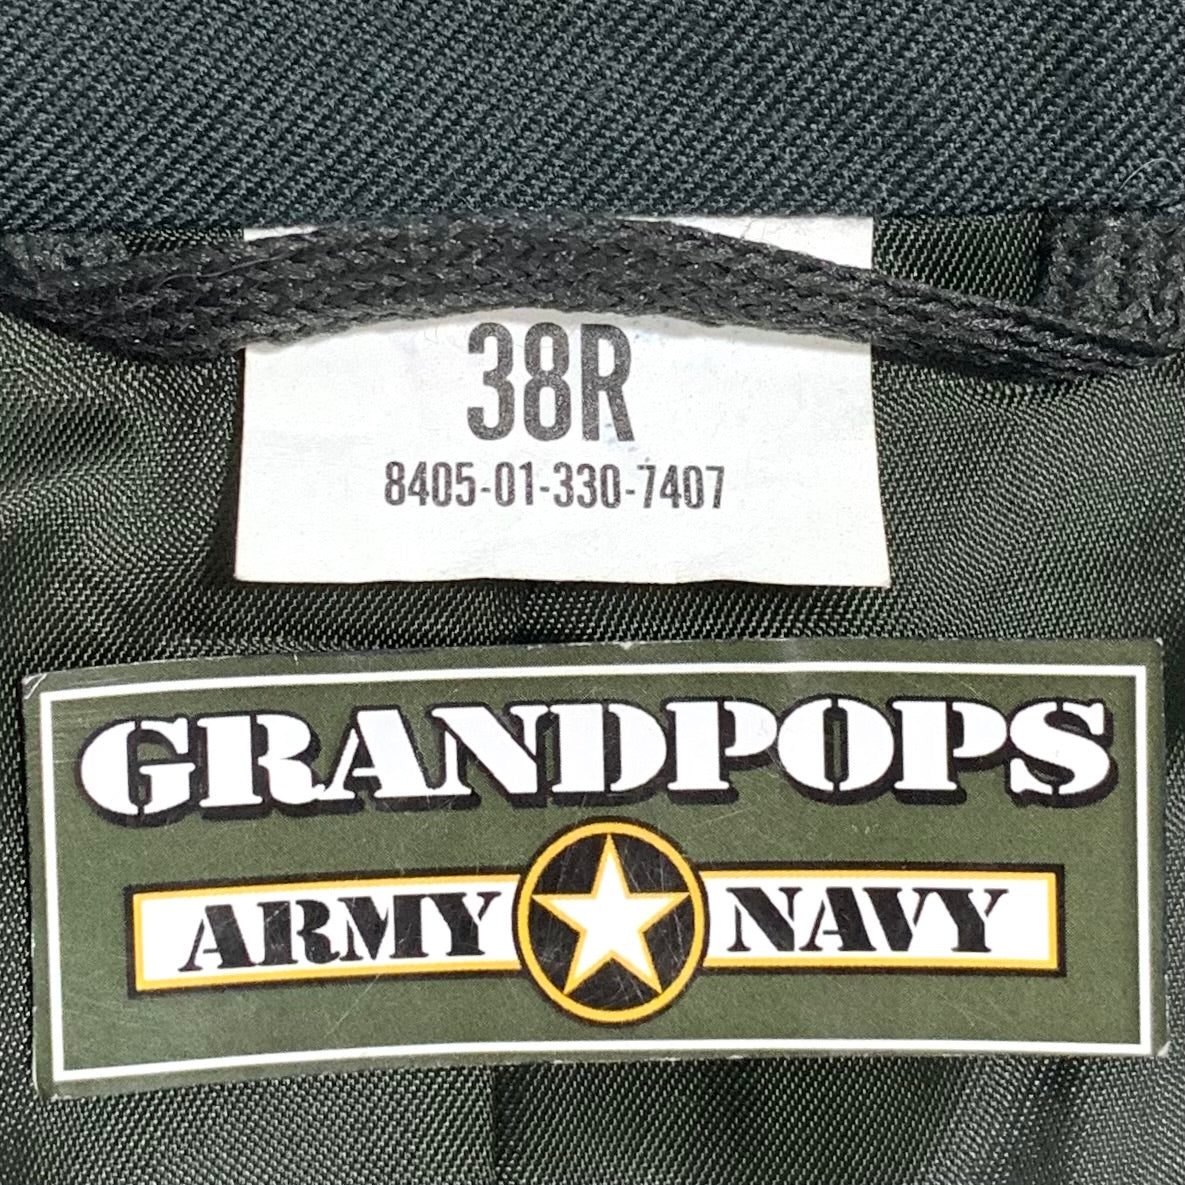 38R
8405-01-330-7407
GRANDPOPS
ARMY NAVY